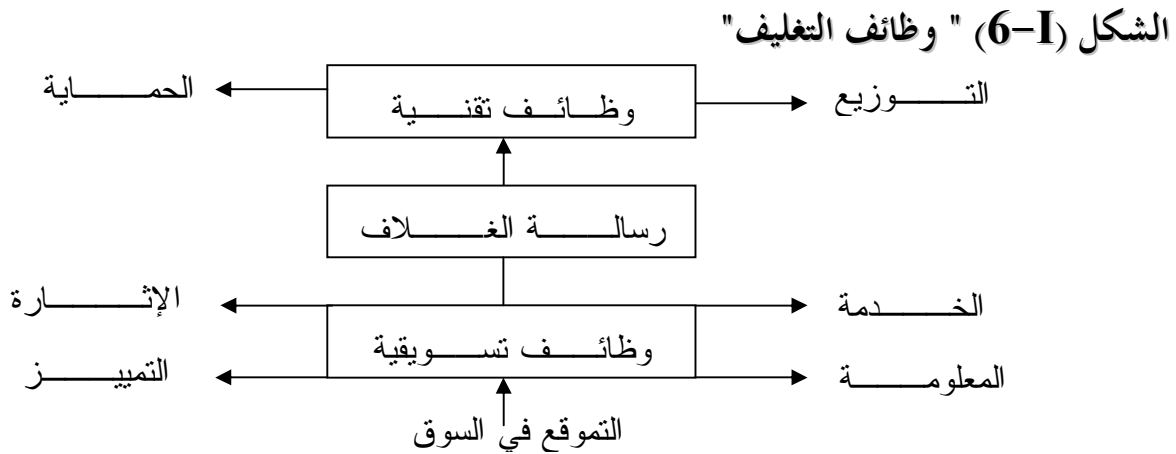 الشكل (I-6) " وظائف التغليف"
التوزيع
وظائف تقنية
الحماية
رسالة الغلاف
الخدمة
الإثارة
وظائف تسويقية
المعلومة
التمييز
التموقع في السوق